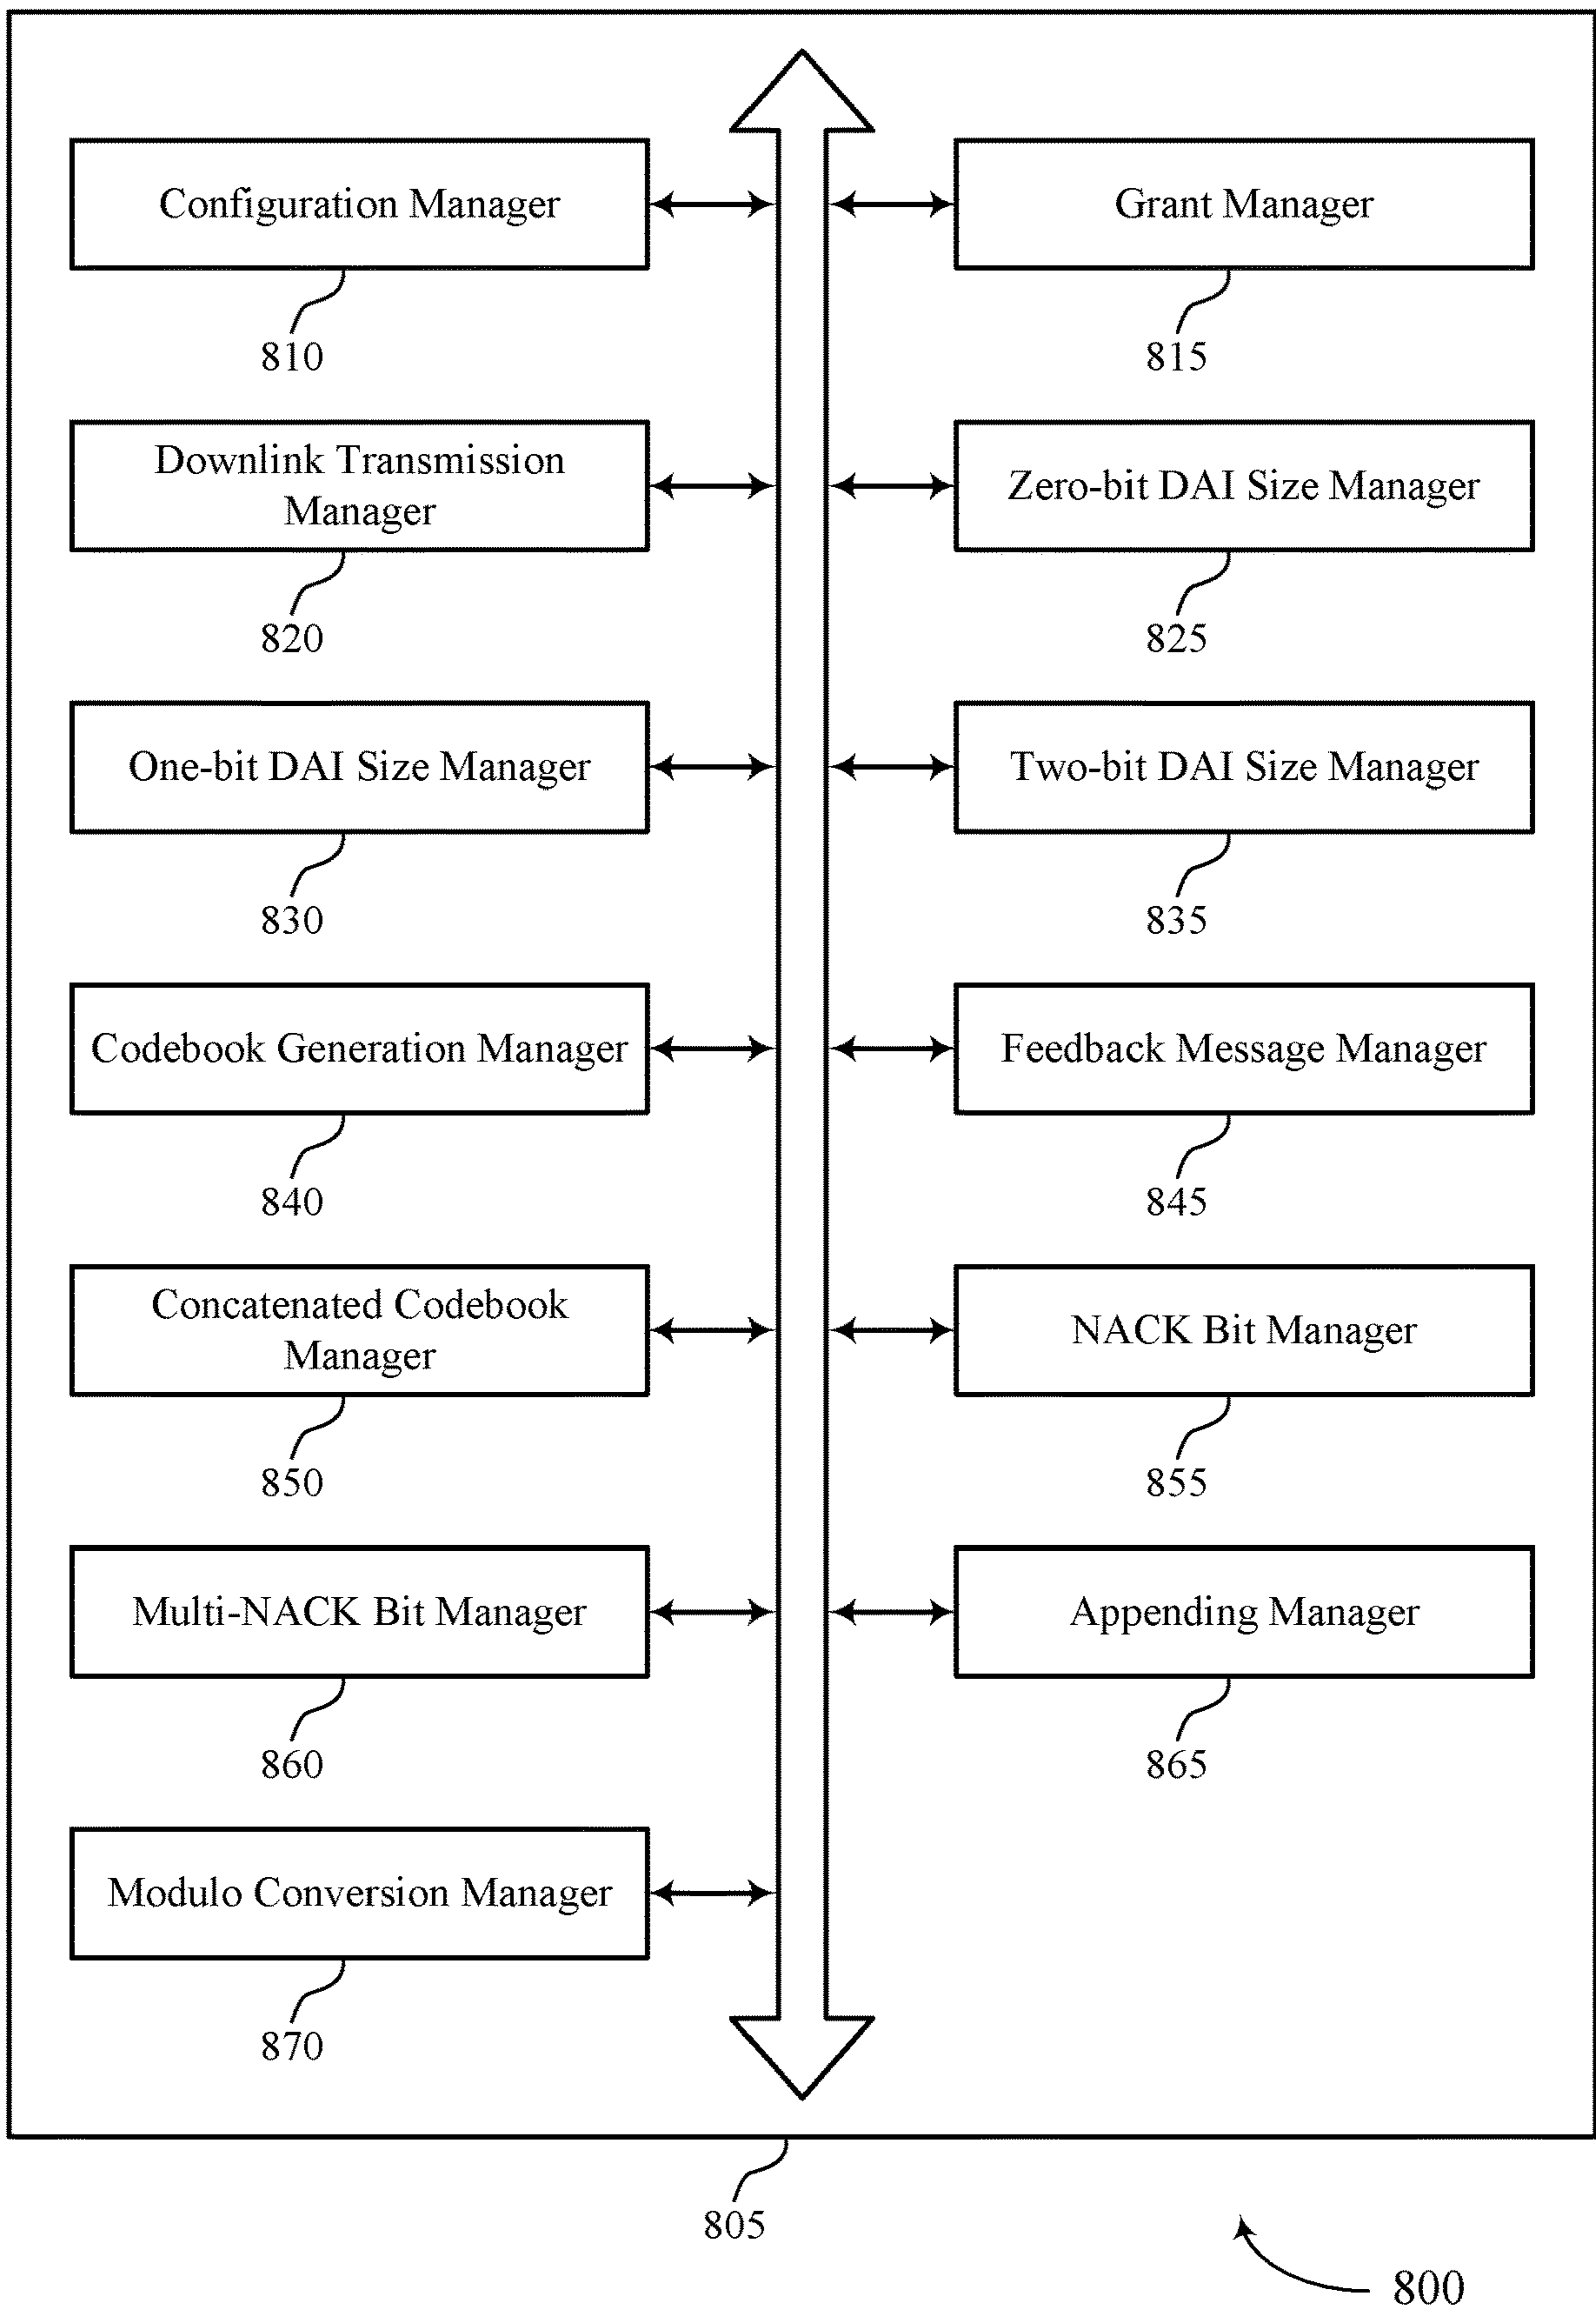 Configuration Manager
810
Grant Manager
815
Downlink Transmission
Manager
820
Zero-bit DAI Size Manager
825
One-bit DAI Size Manager
830
Two-bit DAI Size Manager
835
Codebook Generation Manager
840
Feedback Message Manager
845
Concatenated Codebook
Manager
850
NACK Bit Manager
855
Multi-NACK Bit Manager
860
Appending Manager
865
Modulo Conversion Manager
870
805
800